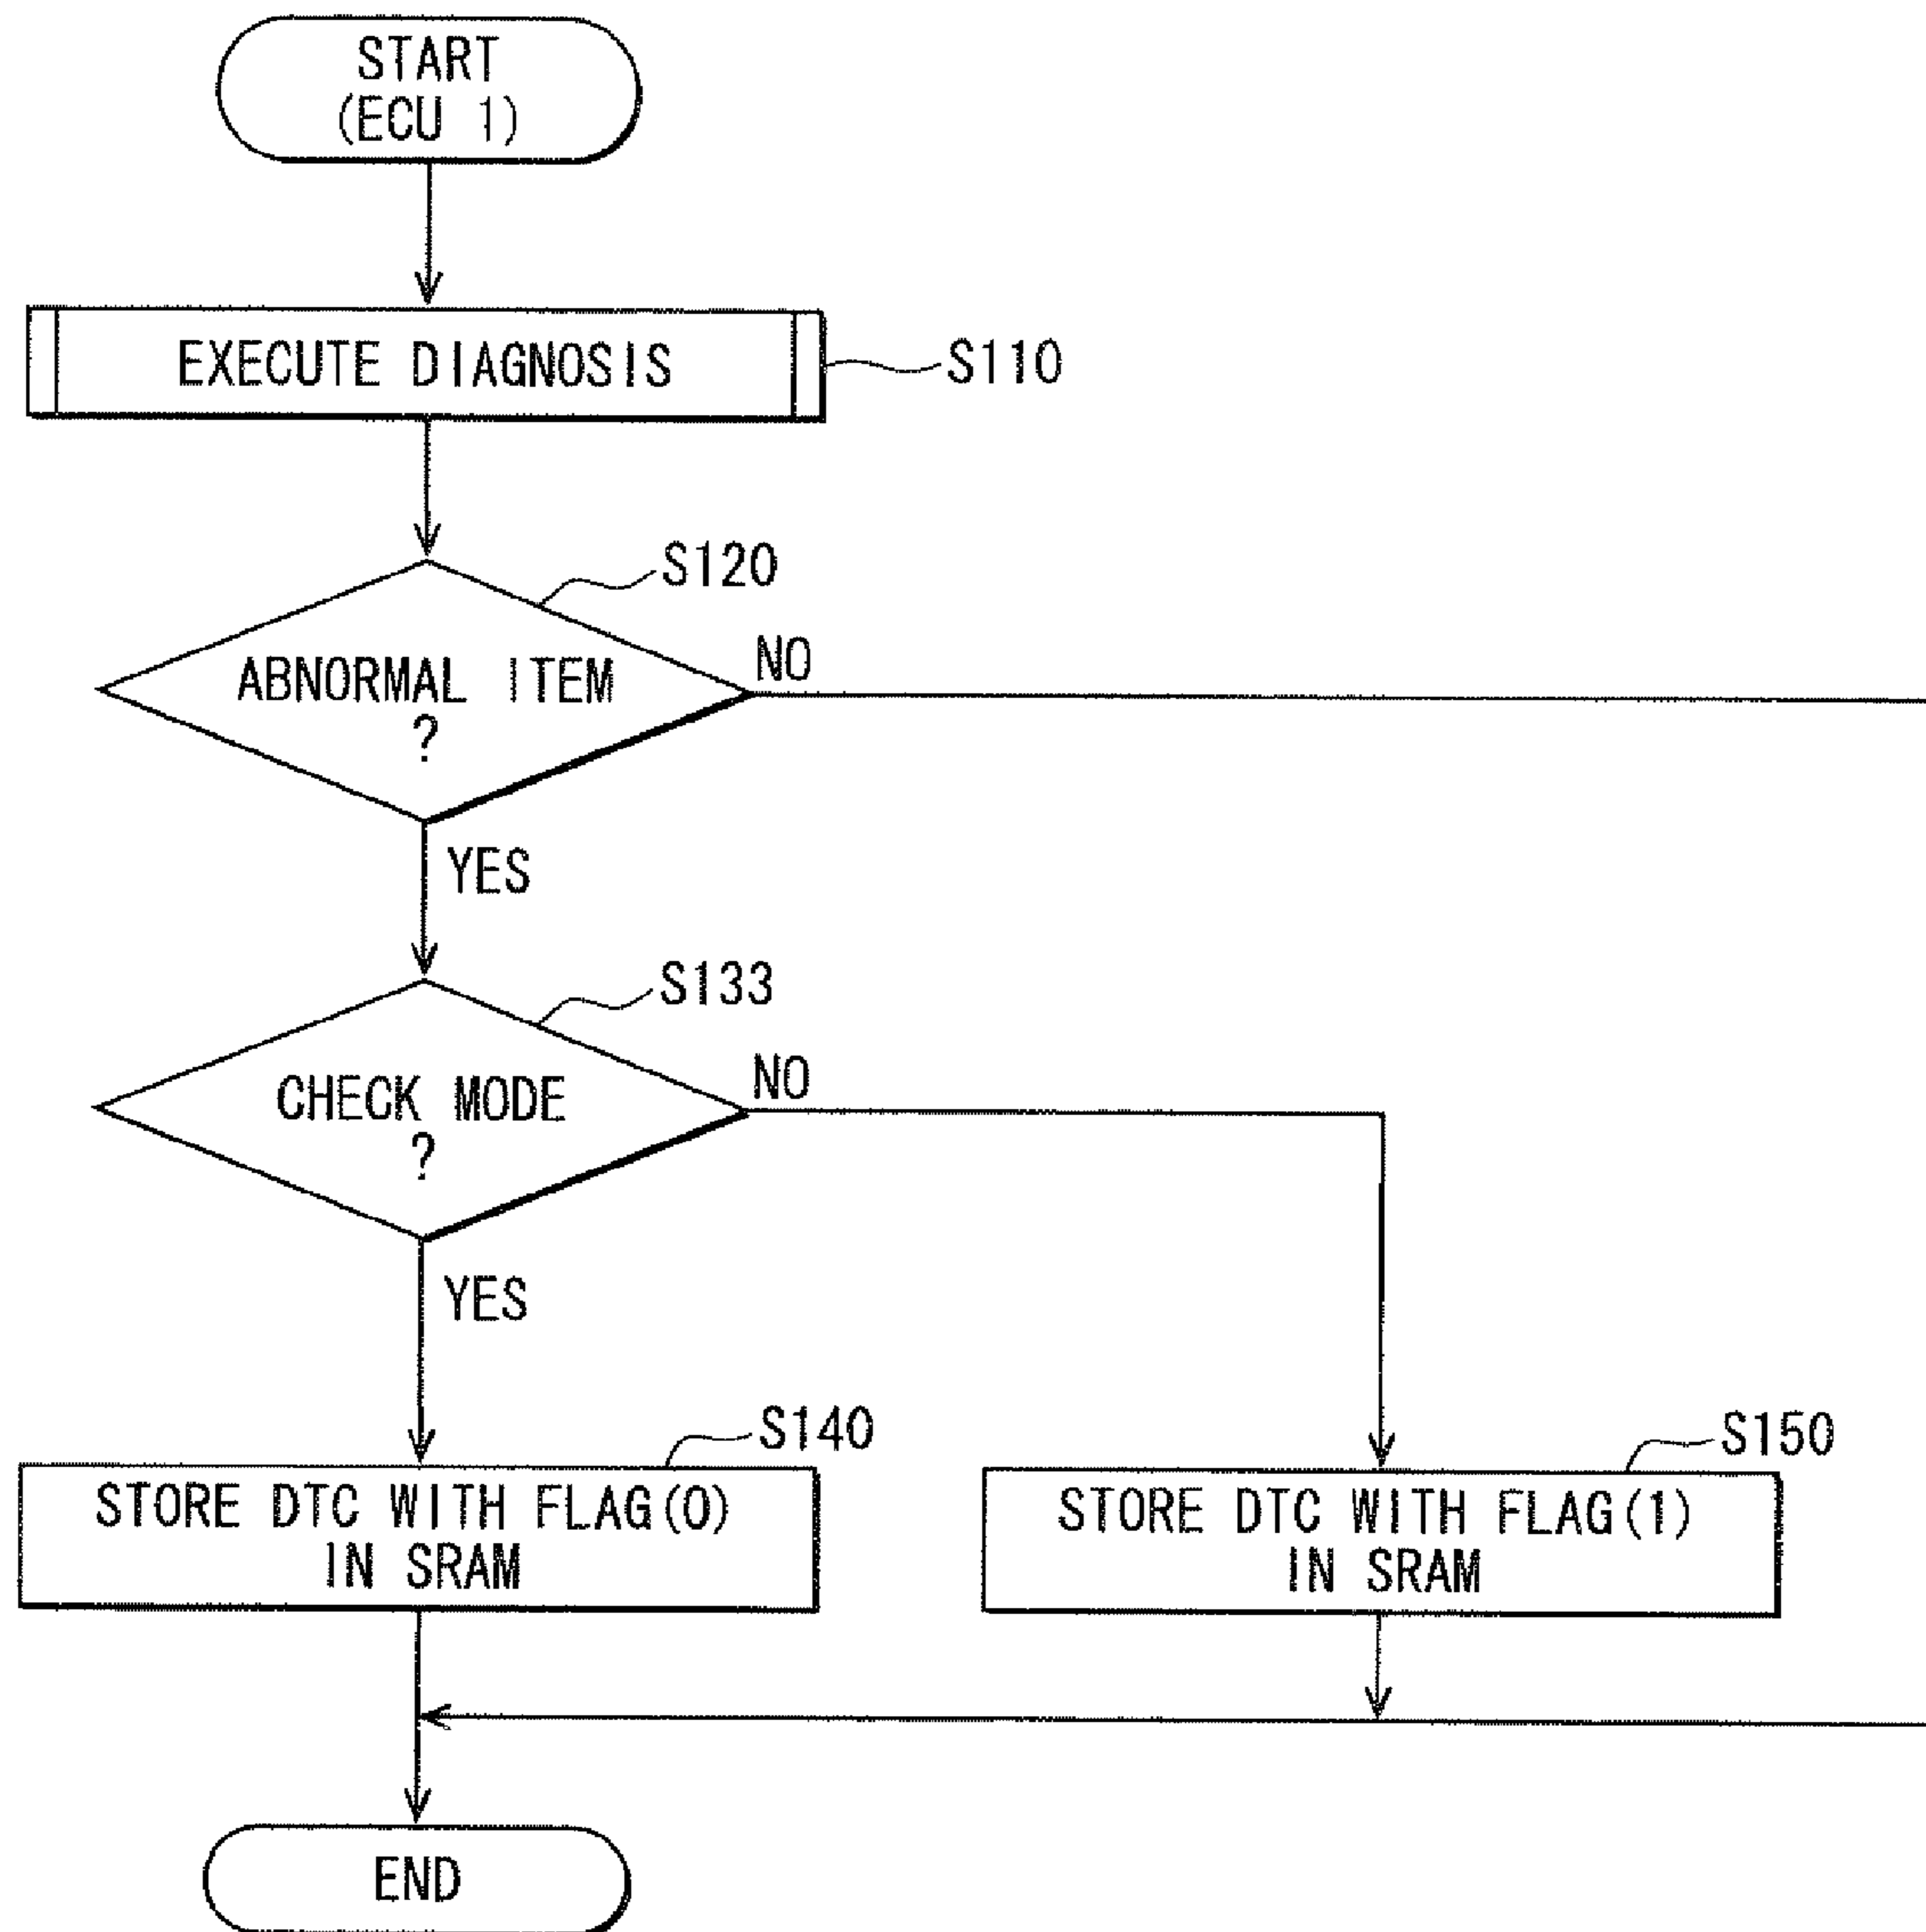 START
(ECU 1)
EXECUTE DIAGNOSIS
S110
S120
ABNORMAL ITEM
?
NO
YES
S133
CHECK MODE
?
NO
YES
S140
STORE DTC WITH FLAG(0)
IN SRAM
S150
STORE DTC WITH FLAG(1)
IN SRAM
END